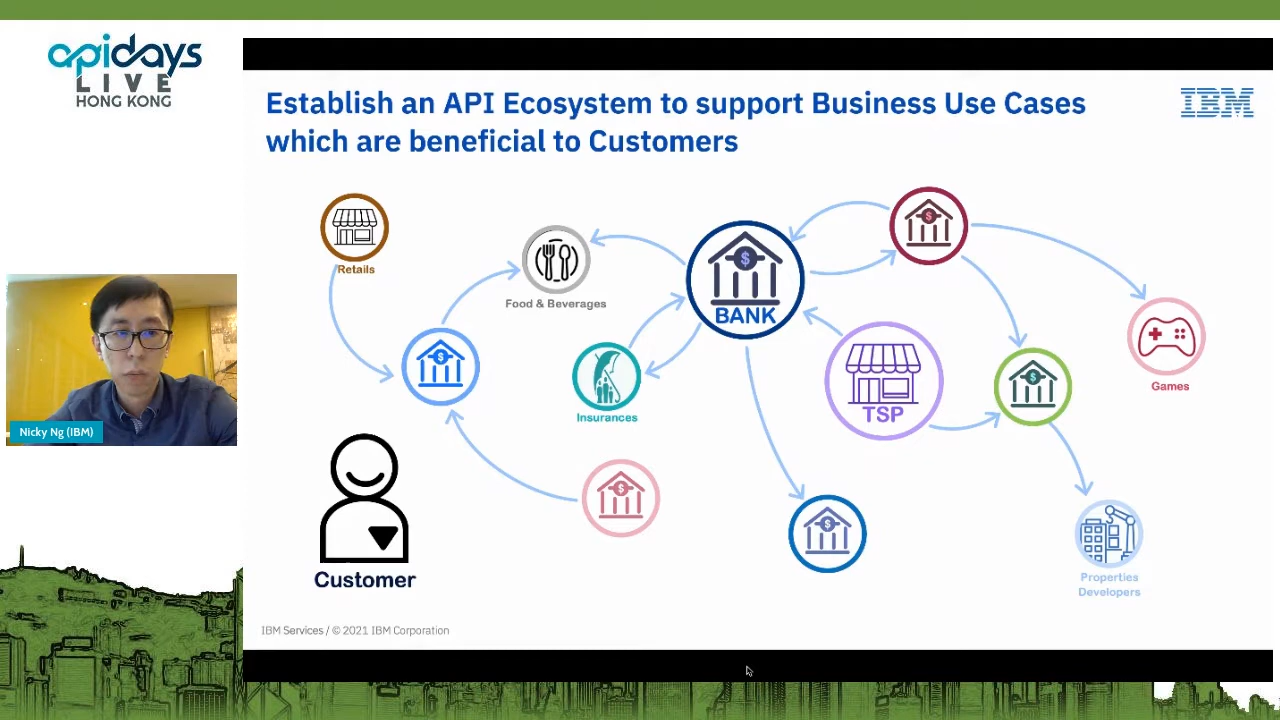 apidays
LIVE
HONG KONG
Establish an API Ecosystem to support Business Use Cases
which are beneficial to Customers
IBM
Retails
Food & Beverages
BANK
Insurances
TSP
Games
Nicky Ng (IBM)
Customer
Properties
Developers
IBM Services / © 2021 IBM Corporation